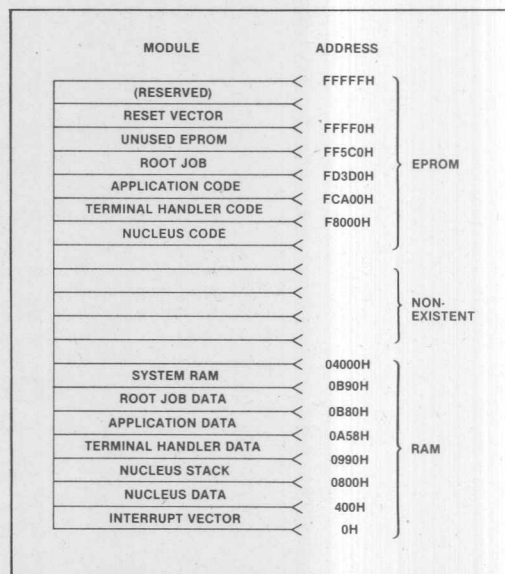 MODULE ADDRESS
FFFFFH
(RESERVED)
RESET VECTOR
FFFF0H
UNUSED EPROM
FF5C0H
ROOT JOB
EPROM
FD3D0H
APPLICATION CODE
FCA00H
TERMINAL HANDLER CODE
F8000H
NUCLEUS CODE
NON-
EXISTENT
04000H
SYSTEM RAM
0B90H
ROOT JOB DATA
0B80H
APPLICATION DATA
0A58H
TERMINAL HANDLER DATA
RAM
0990H
NUCLEUS STACK
0800H
NUCLEUS DATA
400H
INTERRUPT VECTOR
0H